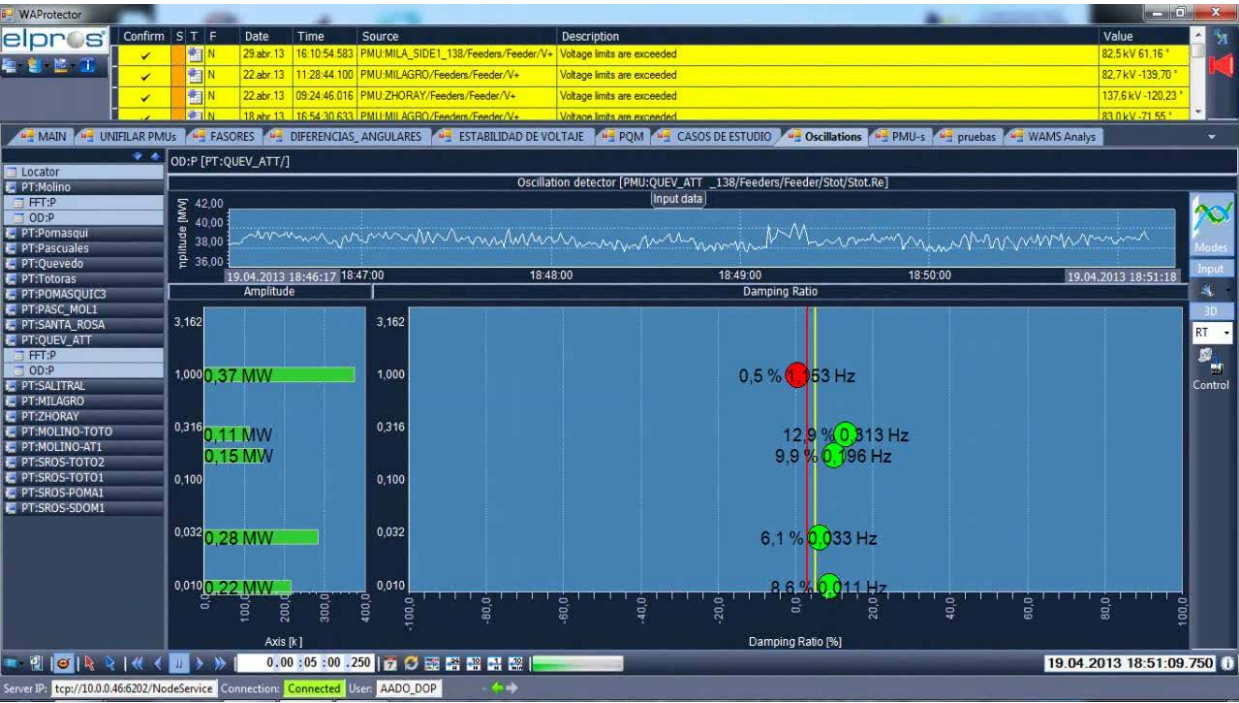 WAProtector
elpros
Confirm S T F Date Time Source Description Value
N 29.abr.13 16:10:54.583 PMU:MILA_SIDE1_138/Feeders/Feeder/V+ Voltage limits are exceeded 82,5 kV 61,16 °
N 22.abr.13 11:28:44.100 PMU:MILAGRO/Feeders/Feeder/V+ Voltage limits are exceeded 82,7 kV -139,70 °
N 22.abr.13 09:24:46.016 PMU:ZHORAY/Feeders/Feeder/V+ Voltage limits are exceeded 137,6 kV -120,23 °
N 18.abr.13 16:54:30.633 PMU:MILAGRO/Feeders/Feeder/V+ Voltage limits are exceeded 83,0 kV -71,55 °
MAIN UNIFILAR PMUs FASORES DIFERENCIAS_ANGULARES ESTABILIDAD DE VOLTAJE PQM CASOS DE ESTUDIO Oscillations PMU-s pruebas WAMS Analys
Locator
PT:Molino
FFT:P
OD:P
PT:Pomasqui
PT:Pascuales
PT:Quevedo
PT:Totoras
PT:POMASQUIC3
PT:PASC_MOL1
PT:SANTA_ROSA
PT:QUEV_ATT
FFT:P
OD:P
PT:SALITRAL
PT:MILAGRO
PT:ZHORAY
PT:MOLINO-TOTO
PT:MOLINO-AT1
PT:SROS-TOTO2
PT:SROS-TOTO1
PT:SROS-POMA1
PT:SROS-SDOM1
OD:P [PT:QUEV_ATT/]
Oscillation detector [PMU:QUEV_ATT _138/Feeders/Feeder/Stot/Stot.Re]
Input data
mplitude [MW]
42,00
40,00
38,00
36,00
19.04.2013 18:46:17 18:47:00 18:48:00 18:49:00 18:50:00 19.04.2013 18:51:18
Amplitude Damping Ratio
3,162 3,162
1,000 0,37 MW 1,000 0,5 % 1,153 Hz
0,316 0,11 MW 0,316 12,9 % 0,313 Hz
0,15 MW 9,9 % 0,196 Hz
0,100 0,100
0,032 0,28 MW 0,032 6,1 % 0,033 Hz
0,010 0,22 MW 0,010 8,6 % 0,011 Hz
0,0 100,0 200,0 300,0 400,0 -100,0 -80,0 -60,0 -40,0 -20,0 0,0 20,0 40,0 60,0 80,0 100,0
Axis [k] Damping Ratio [%]
Modes
Input
3D
RT
Control
0.00 :05 :00 .250 19.04.2013 18:51:09.750
Server IP: tcp://10.0.0.46:6202/NodeService Connection: Connected User: AADO_DOP